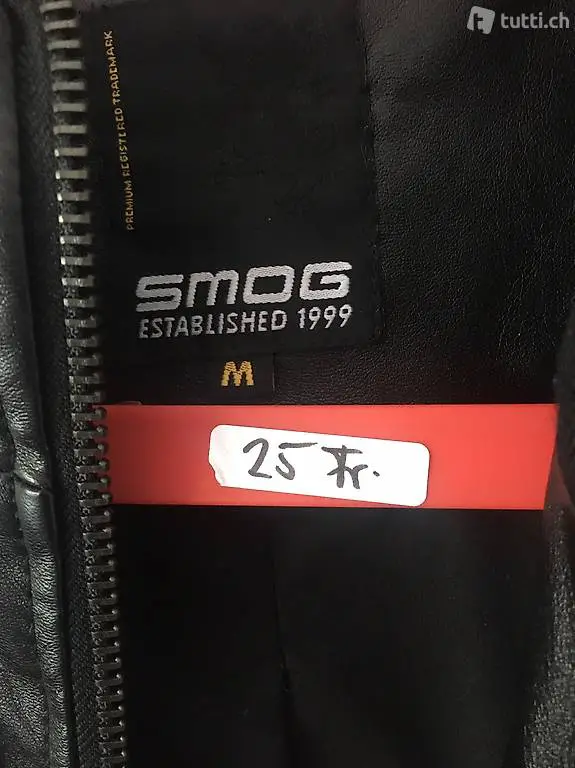 tutti.ch
PREMIUM REGISTERED TRADEMARK
SMOG
ESTABLISHED 1999
M
25 Fr.